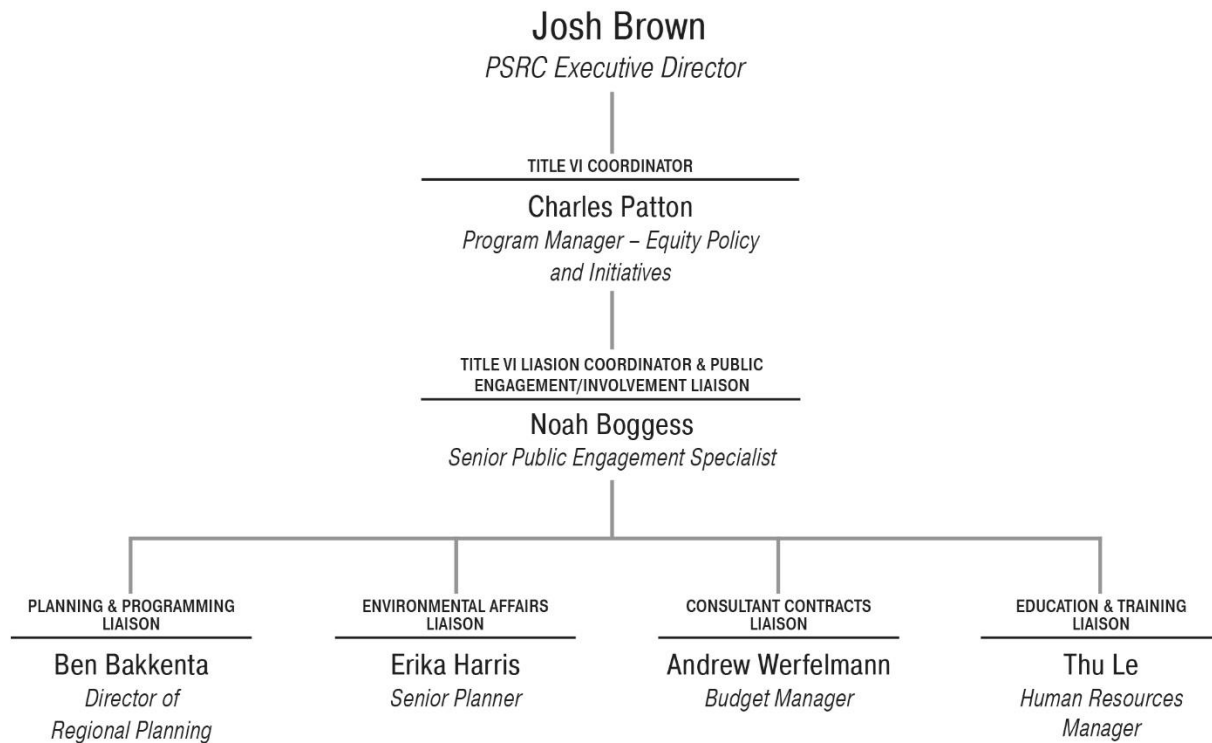 Josh Brown
PSRC Executive Director
TITLE VI COORDINATOR
Charles Patton
Program Manager – Equity Policy
and Initiatives
TITLE VI LIASION COORDINATOR & PUBLIC
ENGAGEMENT/INVOLVEMENT LIAISON
Noah Boggess
Senior Public Engagement Specialist
PLANNING & PROGRAMMING
LIAISON
Ben Bakkenta
Director of
Regional Planning
ENVIRONMENTAL AFFAIRS
LIAISON
Erika Harris
Senior Planner
CONSULTANT CONTRACTS
LIAISON
Andrew Werfelmann
Budget Manager
EDUCATION & TRAINING
LIAISON
Thu Le
Human Resources
Manager